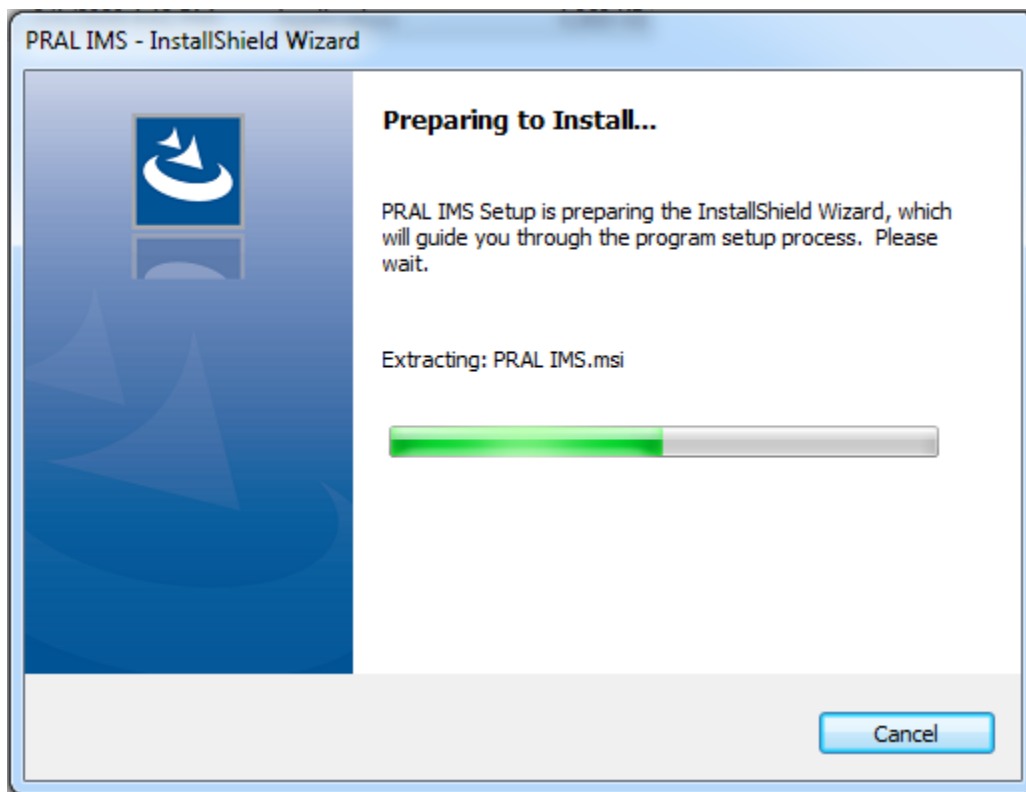 PRAL IMS - InstallShield Wizard
Preparing to Install...
PRAL IMS Setup is preparing the InstallShield Wizard, which
will guide you through the program setup process.  Please
wait.
Extracting: PRAL IMS.msi
Cancel